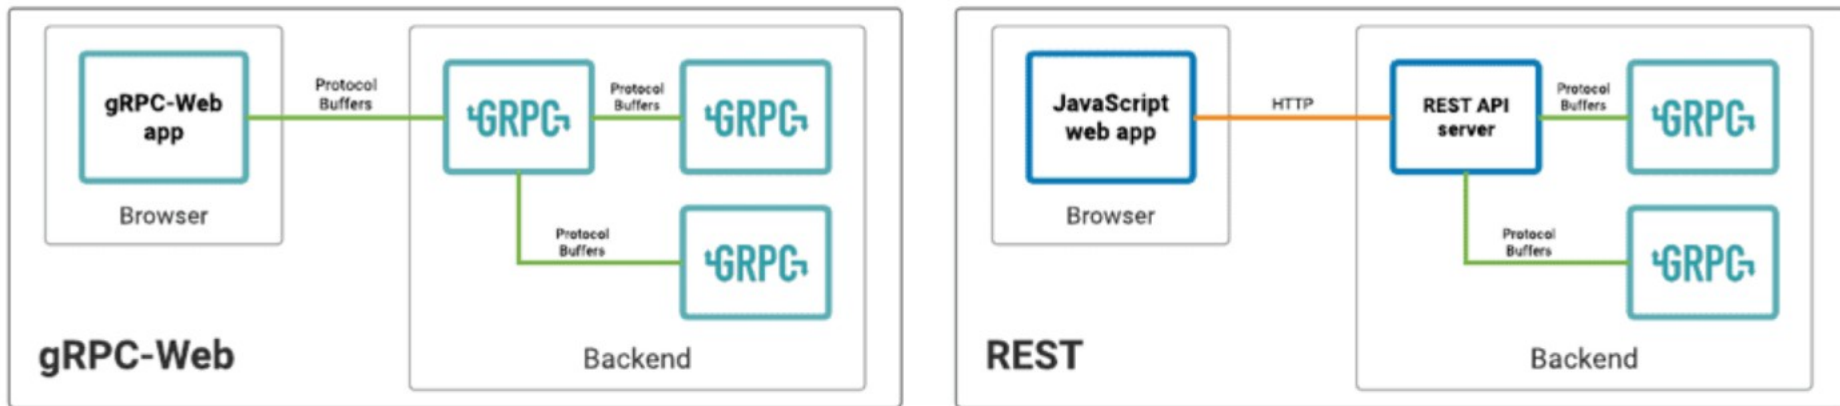 gRPC-Web
app
Browser
Protocol
Buffers
GRPC
Protocol
Buffers
GRPC
Protocol
Buffers
GRPC
gRPC-Web
Backend
JavaScript
web app
Browser
HTTP
REST API
server
Protocol
Buffers
GRPC
Protocol
Buffers
GRPC
REST
Backend